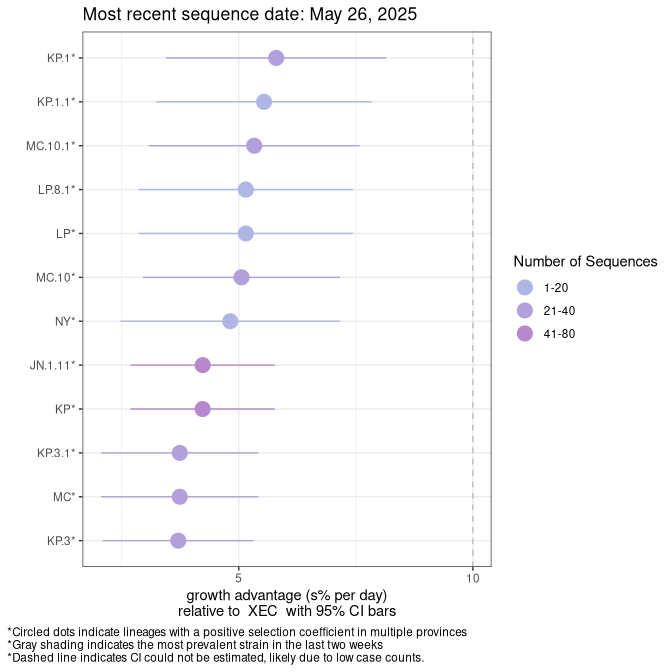 Most recent sequence date: May 26, 2025
KP.1*
KP.1.1*
MC.10.1*
LP.8.1*
LP*
MC.10*
NY*
JN.1.11*
KP*
KP.3.1*
MC*
KP.3*
5
10
growth advantage (s% per day)
relative to XEC with 95% CI bars
Number of Sequences
1-20
21-40
41-80
*Circled dots indicate lineages with a positive selection coefficient in multiple provinces
*Gray shading indicates the most prevalent strain in the last two weeks
*Dashed line indicates CI could not be estimated, likely due to low case counts.